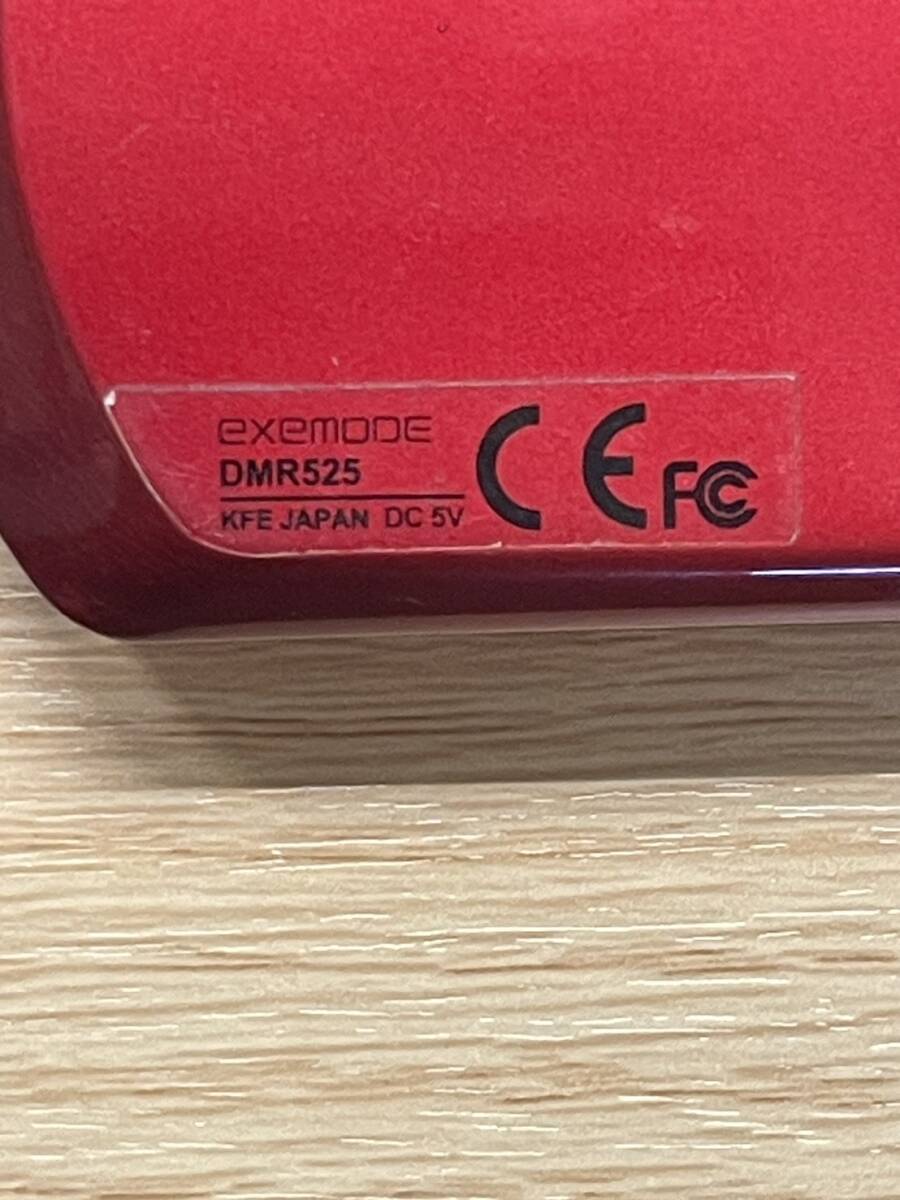 exemode
DMR525
KFE JAPAN DC 5V
CE FC